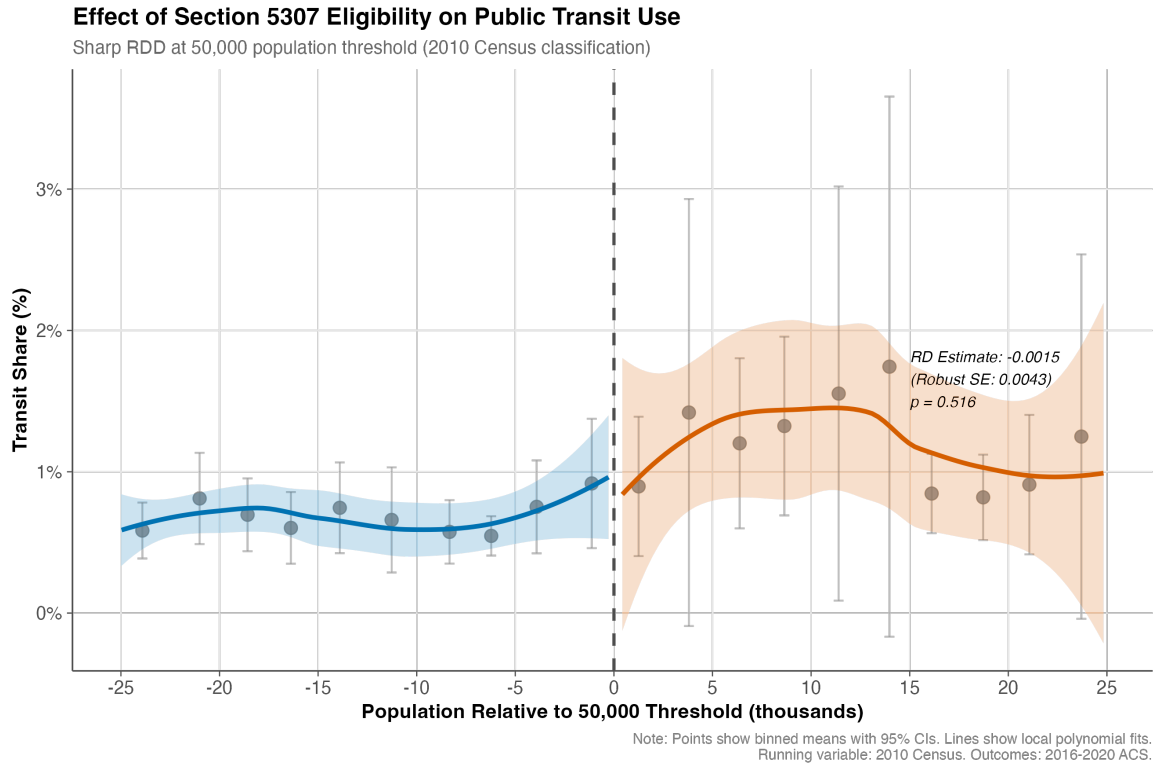 Effect of Section 5307 Eligibility on Public Transit Use
Sharp RDD at 50,000 population threshold (2010 Census classification)
Transit Share (%)
3%
2%
1%
0%
RD Estimate: -0.0015
(Robust SE: 0.0043)
p = 0.516
-25 -20 -15 -10 -5 0 5 10 15 20 25
Population Relative to 50,000 Threshold (thousands)
Note: Points show binned means with 95% CIs. Lines show local polynomial fits.
Running variable: 2010 Census. Outcomes: 2016-2020 ACS.